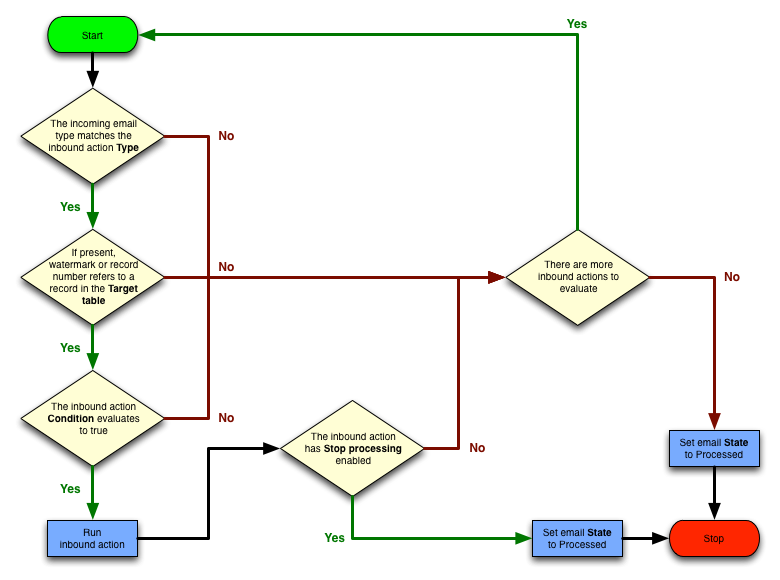 Yes
Start
The incoming email
type matches the
inbound action Type
No
Yes
If present,
watermark or record
number refers to a
record in the Target
table
No
There are more
inbound actions to
evaluate
No
Yes
The inbound action
Condition evaluates
to true
No
The inbound action
has Stop processing
enabled
No
Set email State
to Processed
Yes
Run
inbound action
Yes
Set email State
to Processed
Stop